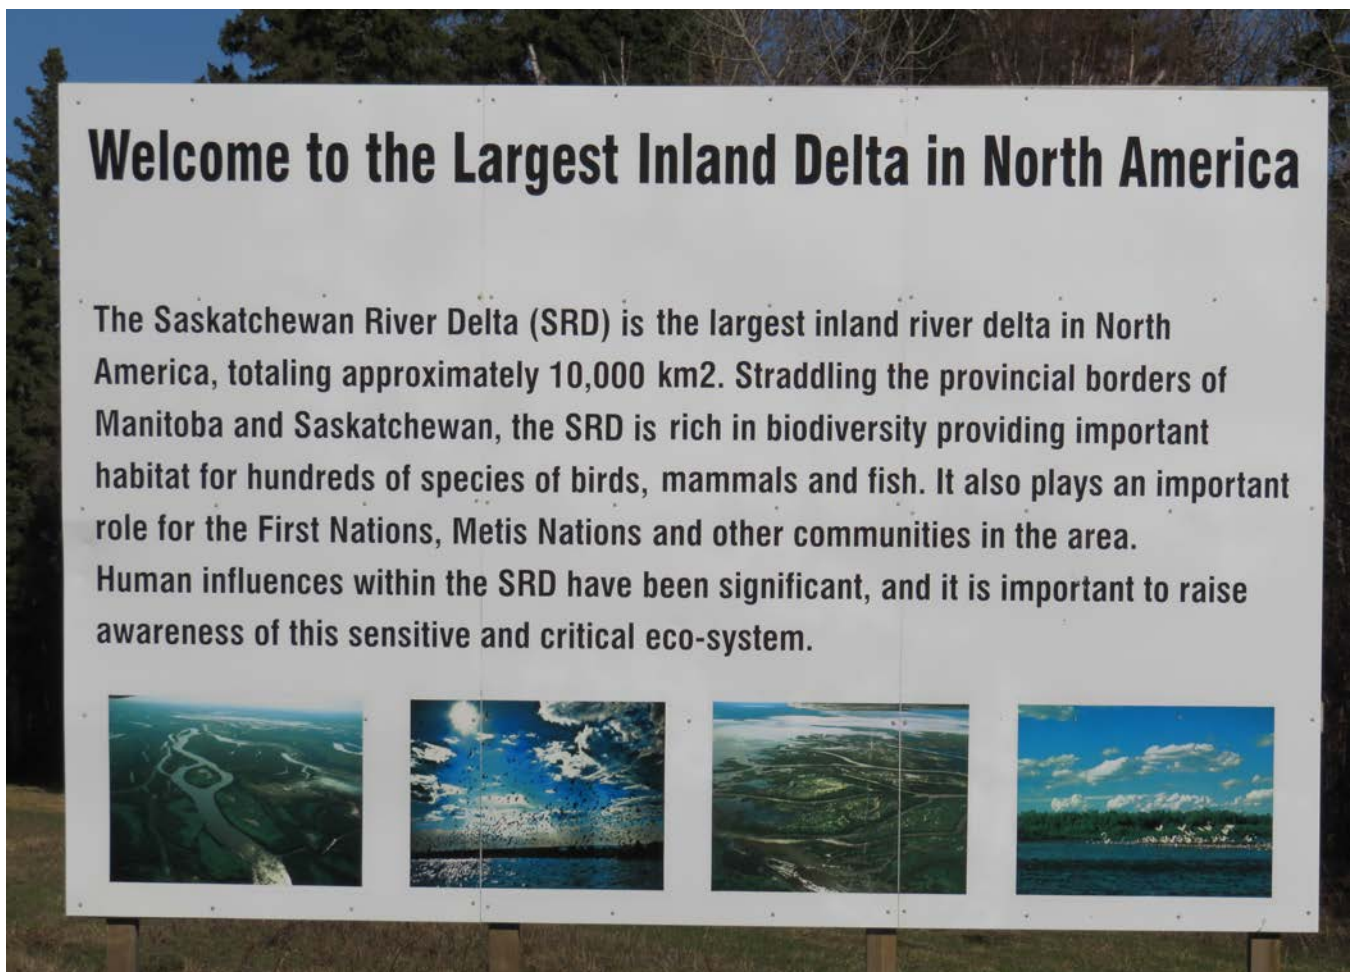 Welcome to the Largest Inland Delta in North America
The Saskatchewan River Delta (SRD) is the largest inland river delta in North
America, totaling approximately 10,000 km2. Straddling the provincial borders of
Manitoba and Saskatchewan, the SRD is rich in biodiversity providing important
habitat for hundreds of species of birds, mammals and fish. It also plays an important
role for the First Nations, Metis Nations and other communities in the area.
Human influences within the SRD have been significant, and it is important to raise
awareness of this sensitive and critical eco-system.